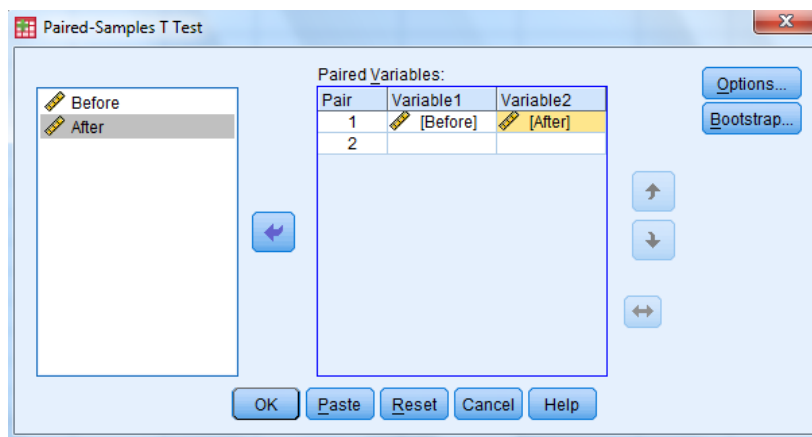 Paired-Samples T Test
X
Before
After
Paired Variables:
Pair Variable1 Variable2
1 [Before] [After]
2
Options...
Bootstrap...
OK Paste Reset Cancel Help